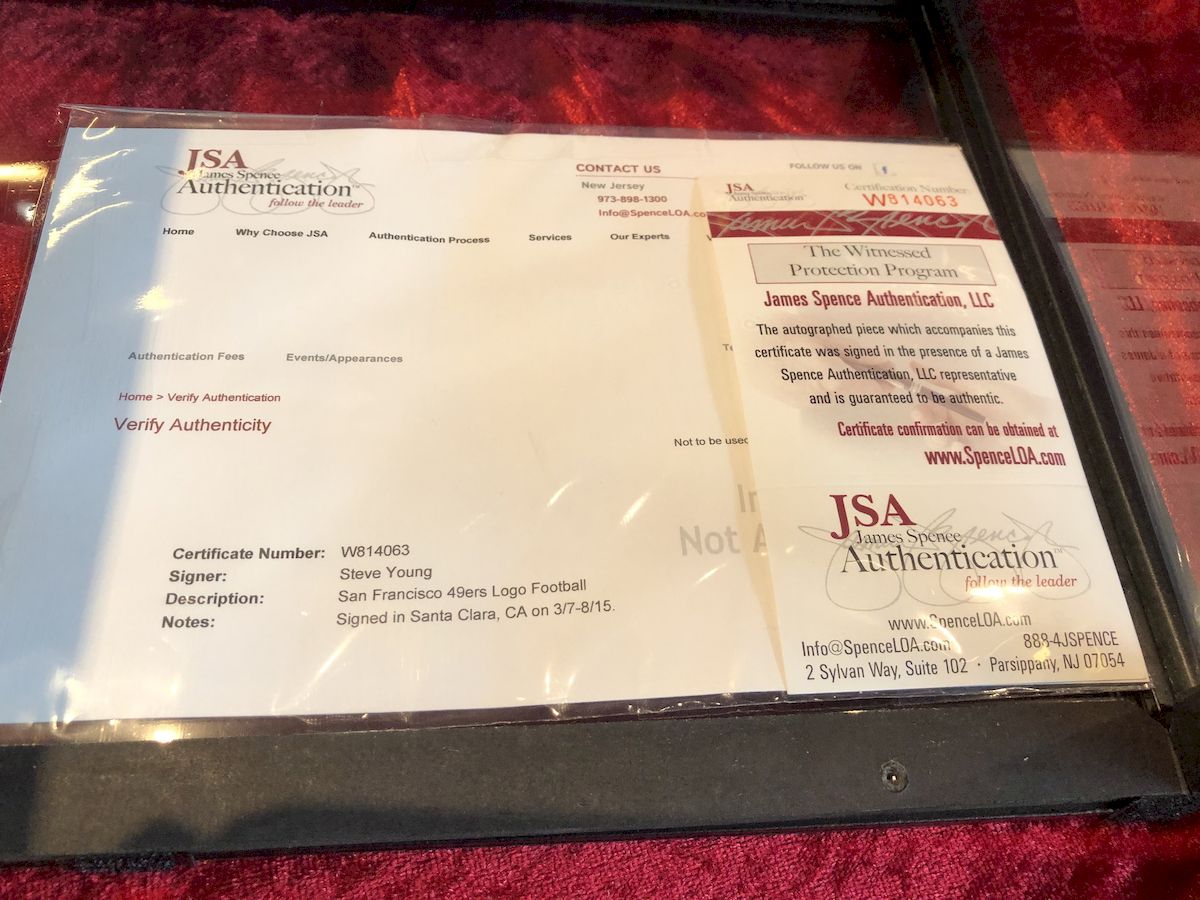 JSA
James Spence
Authentication™
follow the leader
CONTACT US
New Jersey
973-898-1300
Info@SpenceLOA.co
FOLLOW US ON
Home Why Choose JSA Authentication Process Services Our Experts
Authentication Fees Events/Appearances
Home > Verify Authentication
Verify Authenticity
Not to be used
Not
Certificate Number: W814063
Signer: Steve Young
Description: San Francisco 49ers Logo Football
Notes: Signed in Santa Clara, CA on 3/7-8/15.
JSA
James Spence
Authentication
Certification Number
W814063
The Witnessed
Protection Program
James Spence Authentication, LLC
The autographed piece which accompanies this
certificate was signed in the presence of a James
Spence Authentication, LLC representative
and is guaranteed to be authentic.
Certificate confirmation can be obtained at
www.SpenceLOA.com
JSA
James Spence
Authentication™
follow the leader
www.SpenceLOA.com
Info@SpenceLOA.com 888-4JSPENCE
2 Sylvan Way, Suite 102 · Parsippany, NJ 07054